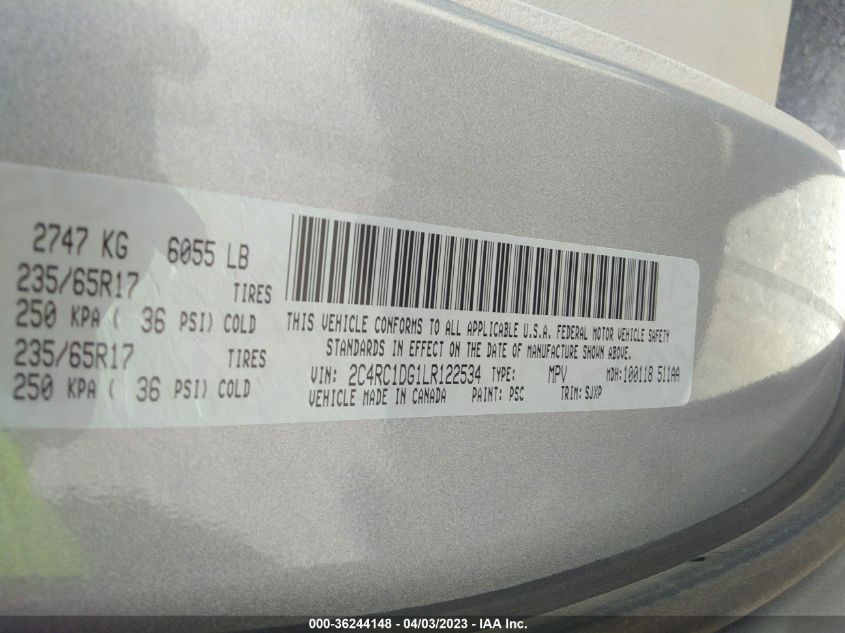 2747 KG 6055 LB
235/65R17 TIRES
250 KPA ( 36 PSI) COLD
235/65R17 TIRES
250 KPA ( 36 PSI) COLD
THIS VEHICLE CONFORMS TO ALL APPLICABLE U.S.A. FEDERAL MOTOR VEHICLE SAFETY
STANDARDS IN EFFECT ON THE DATE OF MANUFACTURE SHOWN ABOVE.
VIN: 2C4RC1DG1LR122534 TYPE: MPV MDH:100118 511AA
VEHICLE MADE IN CANADA PAINT: PSC TRIM: SJXP
000-36244148 - 04/03/2023 - IAA Inc.